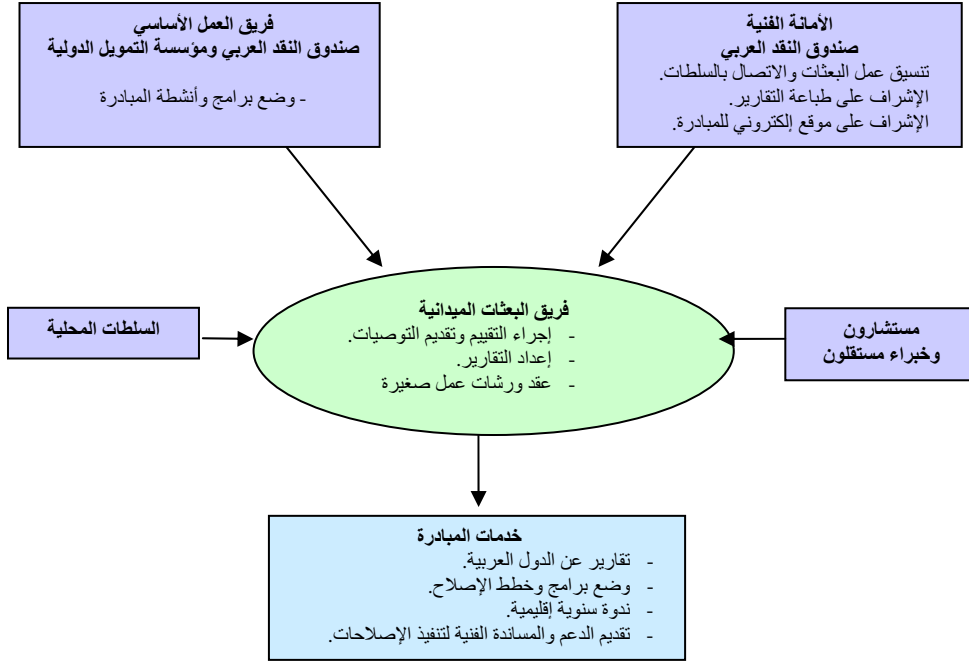 الأمانة الفنية
صندوق النقد العربي
تنسيق عمل البعثات والاتصال بالسلطات.
الإشراف على طباعة التقارير.
الإشراف على موقع إلكتروني للمبادرة.
فريق العمل الأساسي
صندوق النقد العربي ومؤسسة التمويل الدولية
- وضع برامج وأنشطة المبادرة
مستشارون
وخبراء مستقلون
فريق البعثات الميدانية
- إجراء التقييم وتقديم التوصيات.
- إعداد التقارير.
- عقد ورشات عمل صغيرة
السلطات المحلية
خدمات المبادرة
- تقارير عن الدول العربية.
- وضع برامج وخطط الإصلاح.
- ندوة سنوية إقليمية.
- تقديم الدعم والمساندة الفنية لتنفيذ الإصلاحات.